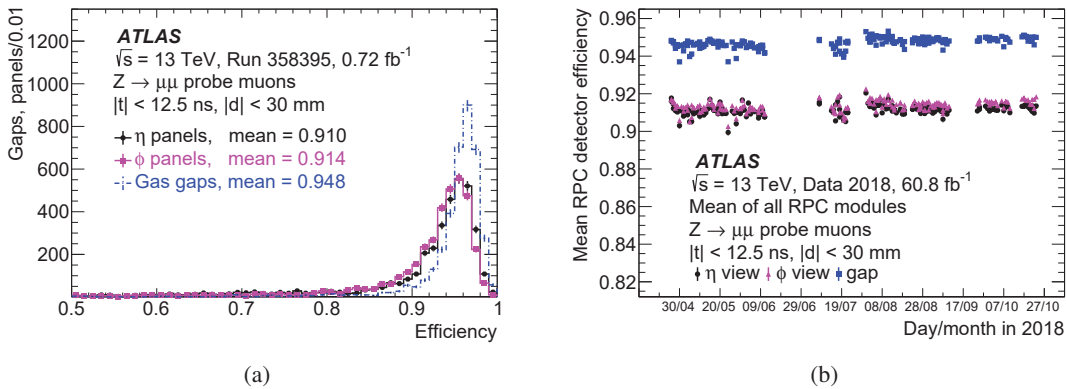 Gaps, panels/0.01
1200
1000
800
600
400
200
ATLAS
√s = 13 TeV, Run 358395, 0.72 fb⁻¹
Z → μμ probe muons
|t| < 12.5 ns, |d| < 30 mm
η panels, mean = 0.910
ϕ panels, mean = 0.914
Gas gaps, mean = 0.948
0.5 0.6 0.7 0.8 0.9 1
Efficiency
(a)
Mean RPC detector efficiency
0.96
0.94
0.92
0.9
0.88
0.86
0.84
0.82
ATLAS
√s = 13 TeV, Data 2018, 60.8 fb⁻¹
Mean of all RPC modules
Z → μμ probe muons
|t| < 12.5 ns, |d| < 30 mm
η view ϕ view gap
30/04 20/05 09/06 29/06 19/07 08/08 28/08 17/09 07/10 27/10
Day/month in 2018
(b)